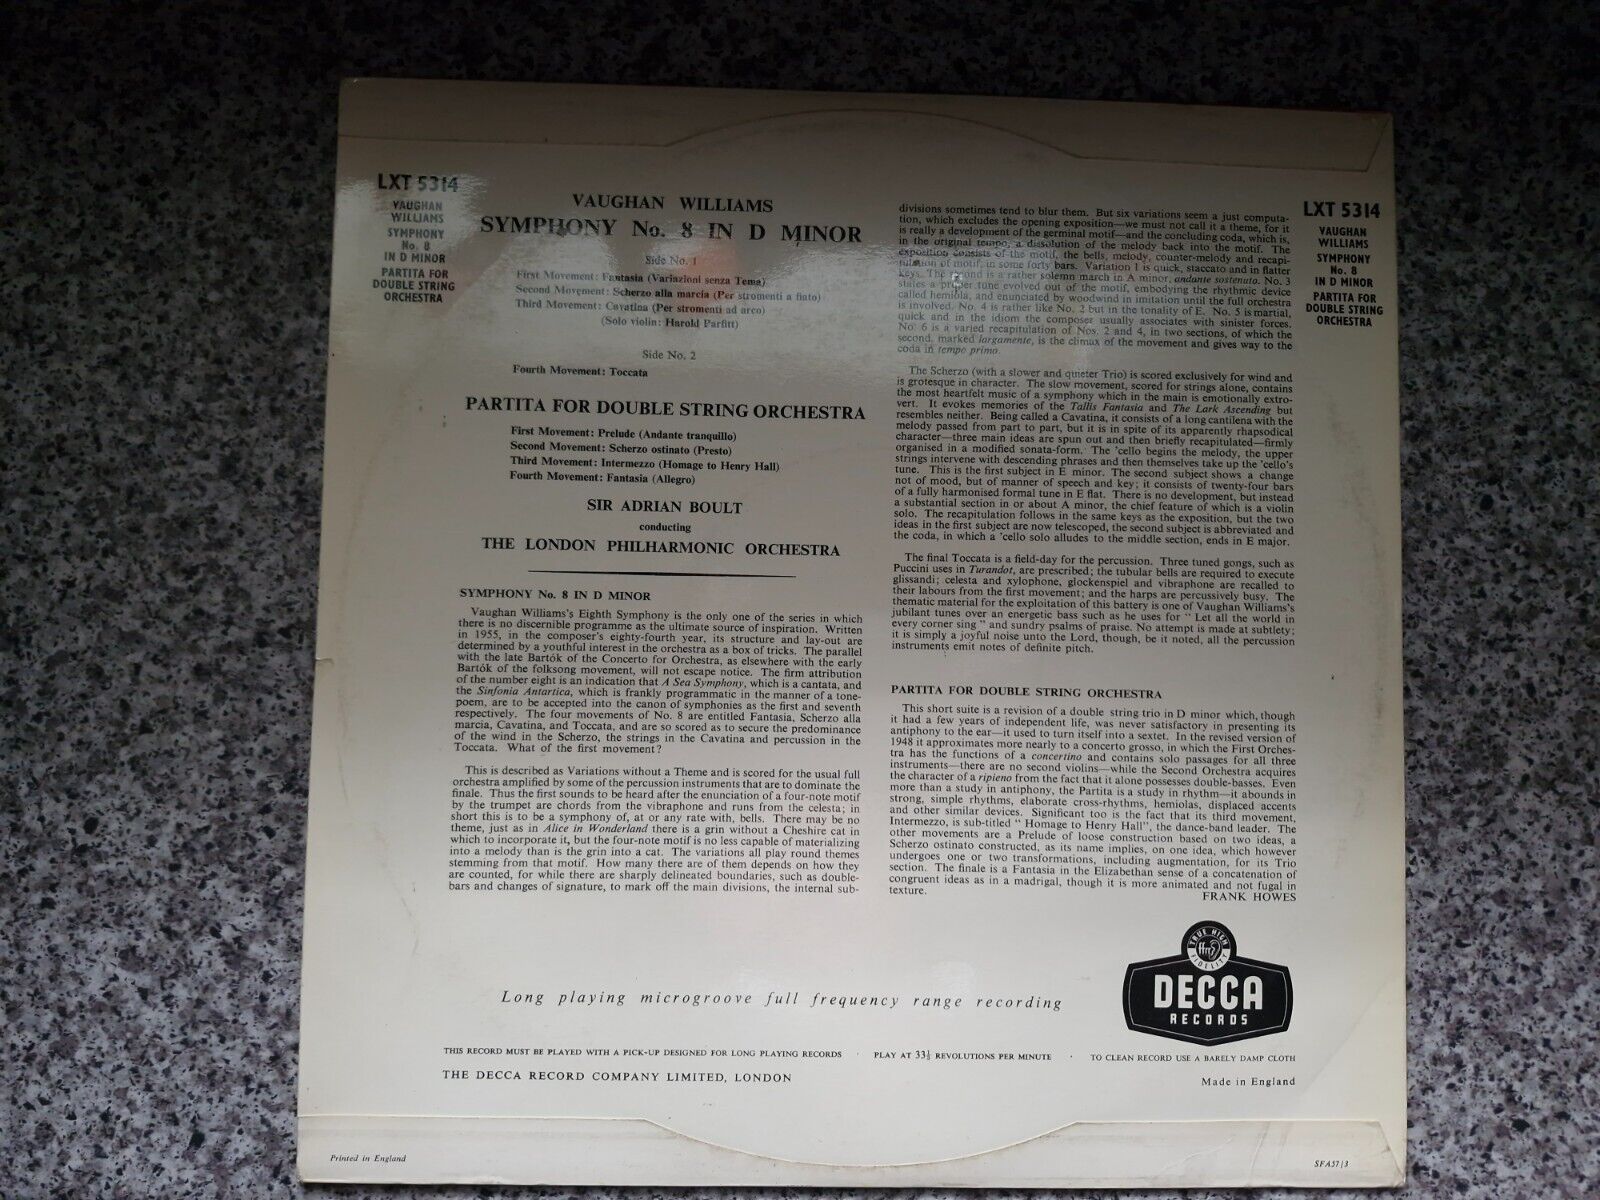 LXT 5314
VAUGHAN
WILLIAMS
SYMPHONY
No. 8
IN D MINOR
PARTITA FOR
DOUBLE STRING
ORCHESTRA
VAUGHAN WILLIAMS
SYMPHONY No. 8 IN D MINOR
Side No. 1
First Movement: Fantasia (Variazioni senza Tema)
Second Movement: Scherzo alla marcia (Per stromenti a fiato)
Third Movement: Cavatina (Per stromenti ad arco)
(Solo violin: Harold Parfitt)
Side No. 2
Fourth Movement: Toccata
PARTITA FOR DOUBLE STRING ORCHESTRA
First Movement: Prelude (Andante tranquillo)
Second Movement: Scherzo ostinato (Presto)
Third Movement: Intermezzo (Homage to Henry Hall)
Fourth Movement: Fantasia (Allegro)
SIR ADRIAN BOULT
conducting
THE LONDON PHILHARMONIC ORCHESTRA
SYMPHONY No. 8 IN D MINOR
Vaughan Williams's Eighth Symphony is the only one of the series in which
there is no discernible programme as the ultimate source of inspiration. Written
in 1955, in the composer's eighty-fourth year, its structure and lay-out are
determined by a youthful interest in the orchestra as a box of tricks. The parallel
with the late Bartók of the Concerto for Orchestra, as elsewhere with the early
Bartók of the folksong movement, will not escape notice. The firm attribution
of the number eight is an indication that A Sea Symphony, which is a cantata, and
the Sinfonia Antartica, which is frankly programmatic in the manner of a tone-
poem, are to be accepted into the canon of symphonies as the first and seventh
respectively. The four movements of No. 8 are entitled Fantasia, Scherzo alla
marcia, Cavatina, and Toccata, and are so scored as to secure the predominance
of the wind in the Scherzo, the strings in the Cavatina and percussion in the
Toccata. What of the first movement?
This is described as Variations without a Theme and is scored for the usual full
orchestra amplified by some of the percussion instruments that are to dominate the
finale. Thus the first sounds to be heard after the enunciation of a four-note motif
by the trumpet are chords from the vibraphone and runs from the celesta; in
short this is to be a symphony of, at or any rate with, bells. There may be no
theme, just as in Alice in Wonderland there is a grin without a Cheshire cat in
which to incorporate it, but the four-note motif is no less capable of materializing
into a melody than is the grin into a cat. The variations all play round themes
stemming from that motif. How many there are of them depends on how they
are counted, for while there are sharply delineated boundaries, such as double-
bars and changes of signature, to mark off the main divisions, the internal sub-
divisions sometimes tend to blur them. But six variations seem a just computa-
tion, which excludes the opening exposition—we must not call it a theme, for it
is really a development of the germinal motif—and the concluding coda, which is,
in the original tempo, a dissolution of the melody back into the motif. The
exposition consists of the motif, the bells, melody, counter-melody and recapi-
tulation of motif, in some forty bars. Variation 1 is quick, staccato and in flatter
keys. The second is a rather solemn march in A minor, andante sostenuto. No. 3
states a proper tune evolved out of the motif, embodying the rhythmic device
called hemiola, and enunciated by woodwind in imitation until the full orchestra
is involved. No. 4 is rather like No. 2 but in the tonality of E. No. 5 is martial,
quick and in the idiom the composer usually associates with sinister forces.
No. 6 is a varied recapitulation of Nos. 2 and 4, in two sections, of which the
second, marked largamente, is the climax of the movement and gives way to the
coda in tempo primo.
The Scherzo (with a slower and quieter Trio) is scored exclusively for wind and
is grotesque in character. The slow movement, scored for strings alone, contains
the most heartfelt music of a symphony which in the main is emotionally extro-
vert. It evokes memories of the Tallis Fantasia and The Lark Ascending but
resembles neither. Being called a Cavatina, it consists of a long cantilena with the
melody passed from part to part, but it is in spite of its apparently rhapsodical
character—three main ideas are spun out and then briefly recapitulated—firmly
organised in a modified sonata-form. The 'cello begins the melody, the upper
strings intervene with descending phrases and then themselves take up the 'cello's
tune. This is the first subject in E minor. The second subject shows a change
not of mood, but of manner of speech and key; it consists of twenty-four bars
of a fully harmonised formal tune in E flat. There is no development, but instead
a substantial section in or about A minor, the chief feature of which is a violin
solo. The recapitulation follows in the same keys as the exposition, but the two
ideas in the first subject are now telescoped, the second subject is abbreviated and
the coda, in which a 'cello solo alludes to the middle section, ends in E major.
The final Toccata is a field-day for the percussion. Three tuned gongs, such as
Puccini uses in Turandot, are prescribed; the tubular bells are required to execute
glissandi; celesta and xylophone, glockenspiel and vibraphone are recalled to
their labours from the first movement; and the harps are percussively busy. The
thematic material for the exploitation of this battery is one of Vaughan Williams's
jubilant tunes over an energetic bass such as he uses for " Let all the world in
every corner sing " and sundry psalms of praise. No attempt is made at subtlety;
it is simply a joyful noise unto the Lord, though, be it noted, all the percussion
instruments emit notes of definite pitch.
PARTITA FOR DOUBLE STRING ORCHESTRA
This short suite is a revision of a double string trio in D minor which, though
it had a few years of independent life, was never satisfactory in presenting its
antiphony to the ear—it used to turn itself into a sextet. In the revised version of
1948 it approximates more nearly to a concerto grosso, in which the First Orches-
tra has the functions of a concertino and contains solo passages for all three
instruments—there are no second violins—while the Second Orchestra acquires
the character of a ripieno from the fact that it alone possesses double-basses. Even
more than a study in antiphony, the Partita is a study in rhythm—it abounds in
strong, simple rhythms, elaborate cross-rhythms, hemiolas, displaced accents
and other similar devices. Significant too is the fact that its third movement,
Intermezzo, is sub-titled " Homage to Henry Hall", the dance-band leader. The
other movements are a Prelude of loose construction based on two ideas, a
Scherzo ostinato constructed, as its name implies, on one idea, which however
undergoes one or two transformations, including augmentation, for its Trio
section. The finale is a Fantasia in the Elizabethan sense of a concatenation of
congruent ideas as in a madrigal, though it is more animated and not fugal in
texture.
FRANK HOWES
LXT 5314
VAUGHAN
WILLIAMS
SYMPHONY
No. 8
IN D MINOR
PARTITA FOR
DOUBLE STRING
ORCHESTRA
Long playing microgroove full frequency range recording
TRUE HIGH
ffrr
FIDELITY
DECCA
RECORDS
THIS RECORD MUST BE PLAYED WITH A PICK-UP DESIGNED FOR LONG PLAYING RECORDS · PLAY AT 33⅓ REVOLUTIONS PER MINUTE · TO CLEAN RECORD USE A BARELY DAMP CLOTH
THE DECCA RECORD COMPANY LIMITED, LONDON
Made in England
Printed in England
SFA57/3